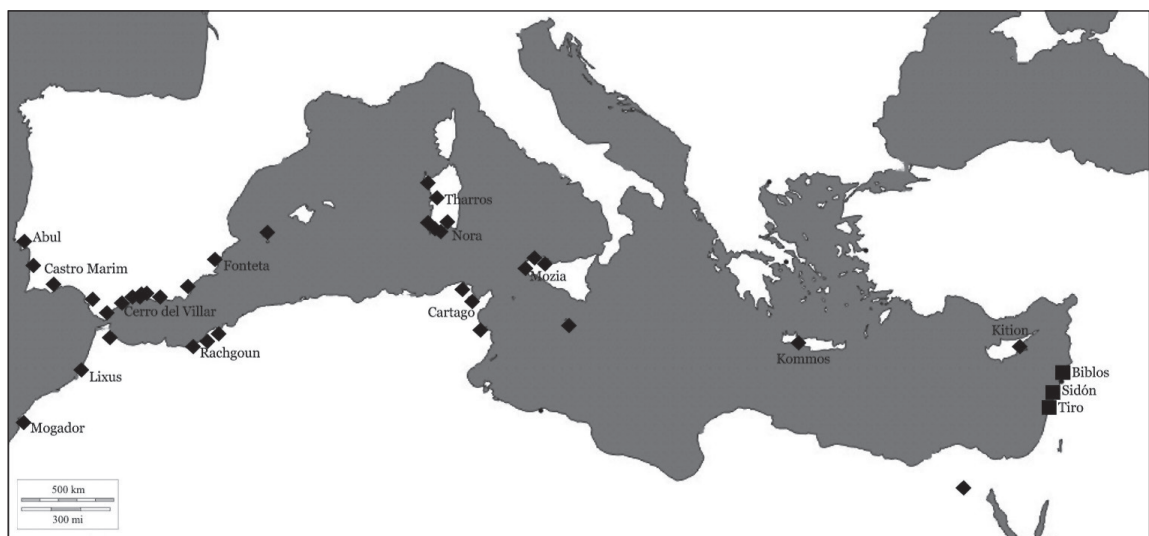 Tharros
Abul
Nora
Castro Marim
Fonteta
Mozia
Cerro del Villar
Cartago
Kition
Rachgoun
Kommos
Lixus
Biblos
Sidón
Tiro
Mogador
500 km
300 mi